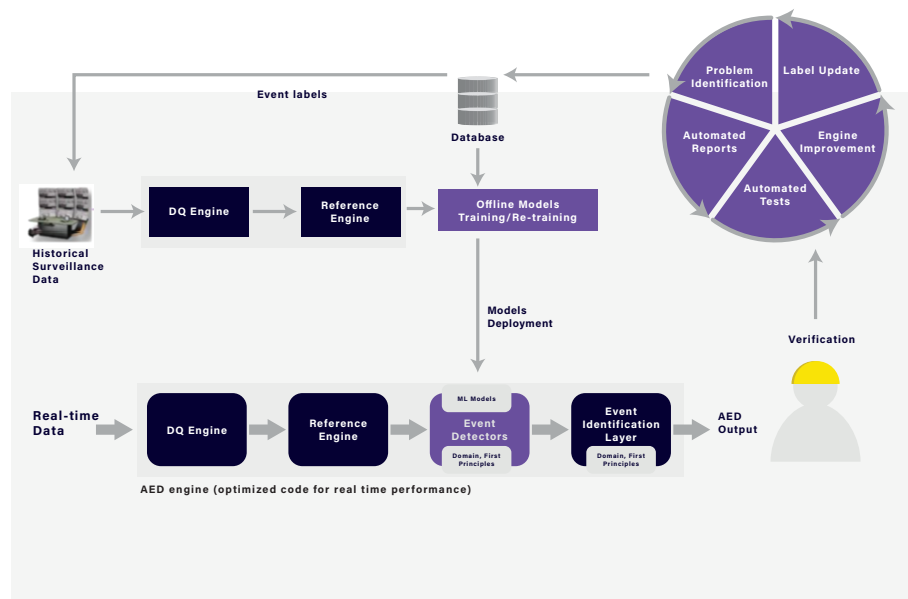 Problem
Identification
Label Update
Automated
Reports
Engine
Improvement
Automated
Tests
Event labels
Database
DQ Engine
Reference
Engine
Offline Models
Training/Re-training
Historical
Surveillance
Data
Models
Deployment
Verification
Real-time
Data
DQ Engine
Reference
Engine
ML Models
Event
Detectors
Domain, First
Principles
Event
Identification
Layer
Domain, First
Principles
AED
Output
AED engine (optimized code for real time performance)